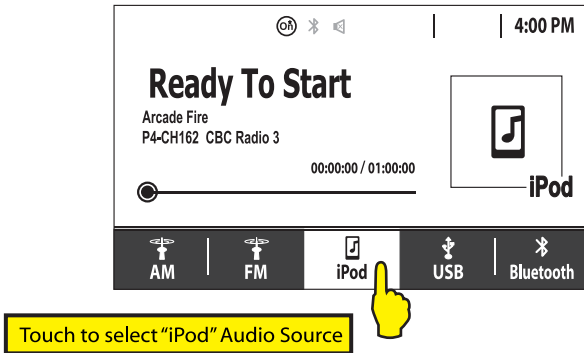 4:00 PM
Ready To Start
Arcade Fire
P4-CH162 CBC Radio 3
00:00:00 / 01:00:00
iPod
AM FM iPod USB Bluetooth
Touch to select “iPod” Audio Source